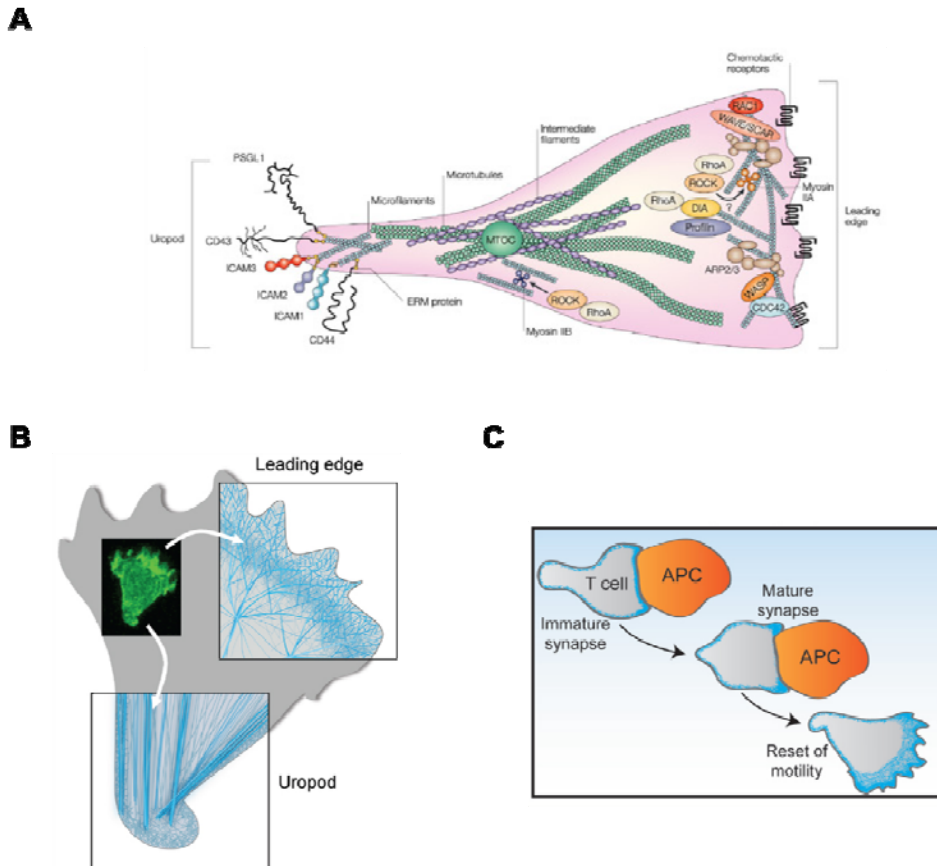 A
Chemotactic
receptors
RAC1
WAVE/SCAR
Intermediate
filaments
PSGL1
RhoA
ROCK
Microtubules
Myosin
IIA
Microfilaments
?
RhoA
DIA
Leading
edge
Uropod
Profilin
CD43
MTOC
ICAM3
ARP2/3
WASP
ICAM2
ERM protein
ROCK
CDC42
ICAM1
RhoA
CD44
Myosin IIB
B
C
Leading edge
T cell
APC
Mature
synapse
Immature
synapse
APC
Reset of
motility
Uropod